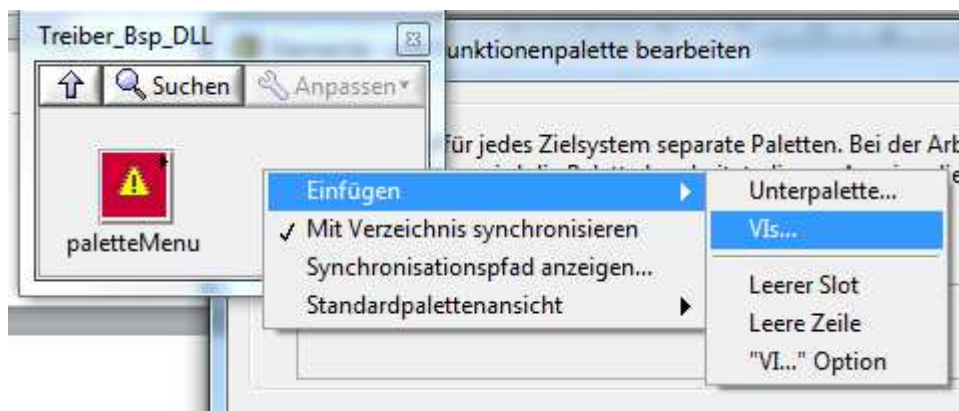 Treiber_Bsp_DLL
unktionenpalette bearbeiten
Suchen
Anpassen
für jedes Zielsystem separate Paletten. Bei der Arb
paletteMenu
Einfügen
Mit Verzeichnis synchronisieren
Synchronisationspfad anzeigen...
Standardpalettenansicht
Unterpalette...
VIs...
Leerer Slot
Leere Zeile
"VI..." Option